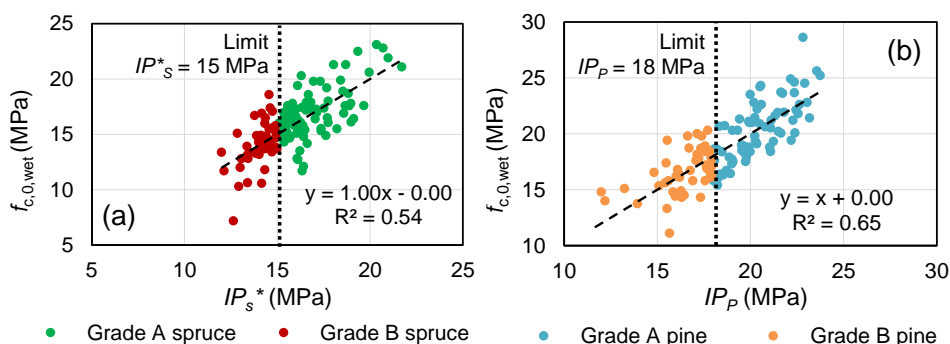 25
20
15
10
5
f c,0,wet (MPa)
Limit
IP*S = 15 MPa
(a)
y = 1.00x - 0.00
R² = 0.54
5 10 15 20 25
IPs* (MPa)
Grade A spruce Grade B spruce
30
25
20
15
10
f c,0,wet (MPa)
Limit
IPP = 18 MPa
(b)
y = x + 0.00
R² = 0.65
10 15 20 25 30
IPP (MPa)
Grade A pine Grade B pine